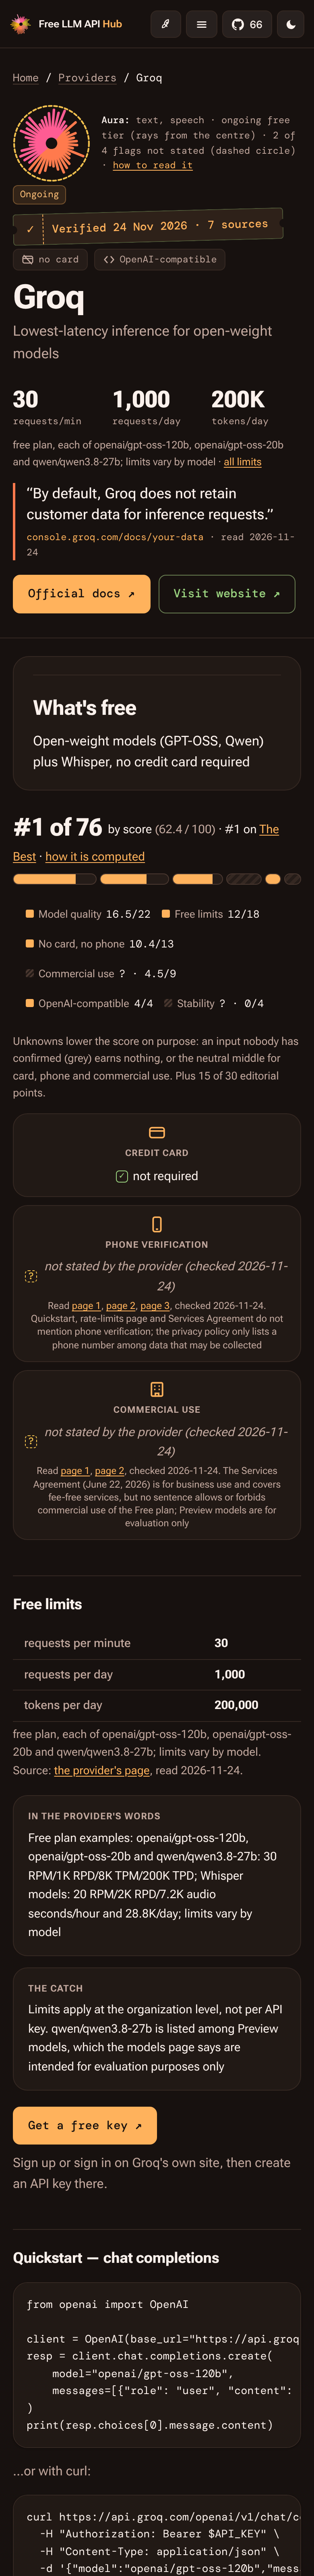 Free LLM API Hub
66
Home / Providers / Groq
Aura: text, speech · ongoing free
tier (rays from the centre) · 2 of
4 flags not stated (dashed circle)
· how to read it
Ongoing
✓ Verified 24 Nov 2026 · 7 sources
no card
OpenAI-compatible
Groq
Lowest-latency inference for open-weight
models
30 1,000 200K
requests/min requests/day tokens/day
free plan, each of openai/gpt-oss-120b, openai/gpt-oss-20b
and qwen/qwen3.8-27b; limits vary by model · all limits
“By default, Groq does not retain
customer data for inference requests.”
console.groq.com/docs/your-data · read 2026-11-
24
Official docs ↗ Visit website ↗
What's free
Open-weight models (GPT-OSS, Qwen)
plus Whisper, no credit card required
#1 of 76 by score (62.4 / 100) · #1 on The
Best · how it is computed
Model quality 16.5/22 Free limits 12/18
No card, no phone 10.4/13
Commercial use ? · 4.5/9
OpenAI-compatible 4/4 Stability ? · 0/4
Unknowns lower the score on purpose: an input nobody has
confirmed (grey) earns nothing, or the neutral middle for
card, phone and commercial use. Plus 15 of 30 editorial
points.
CREDIT CARD
✓ not required
PHONE VERIFICATION
? not stated by the provider (checked 2026-11-
24)
Read page 1, page 2, page 3, checked 2026-11-24.
Quickstart, rate-limits page and Services Agreement do not
mention phone verification; the privacy policy only lists a
phone number among data that may be collected
COMMERCIAL USE
? not stated by the provider (checked 2026-11-
24)
Read page 1, page 2, checked 2026-11-24. The Services
Agreement (June 22, 2026) is for business use and covers
fee-free services, but no sentence allows or forbids
commercial use of the Free plan; Preview models are for
evaluation only
Free limits
requests per minute 30
requests per day 1,000
tokens per day 200,000
free plan, each of openai/gpt-oss-120b, openai/gpt-oss-
20b and qwen/qwen3.8-27b; limits vary by model.
Source: the provider's page, read 2026-11-24.
IN THE PROVIDER'S WORDS
Free plan examples: openai/gpt-oss-120b,
openai/gpt-oss-20b and qwen/qwen3.8-27b: 30
RPM/1K RPD/8K TPM/200K TPD; Whisper
models: 20 RPM/2K RPD/7.2K audio
seconds/hour and 28.8K/day; limits vary by
model
THE CATCH
Limits apply at the organization level, not per API
key. qwen/qwen3.8-27b is listed among Preview
models, which the models page says are
intended for evaluation purposes only
Get a free key ↗
Sign up or sign in on Groq's own site, then create
an API key there.
Quickstart — chat completions
from openai import OpenAI
client = OpenAI(base_url="https://api.groq
resp = client.chat.completions.create(
model="openai/gpt-oss-120b",
messages=[{"role": "user", "content":
)
print(resp.choices[0].message.content)
…or with curl:
curl https://api.groq.com/openai/v1/chat/c
-H "Authorization: Bearer $API_KEY" \
-H "Content-Type: application/json" \
-d '{"model":"openai/gpt-oss-120b","mess